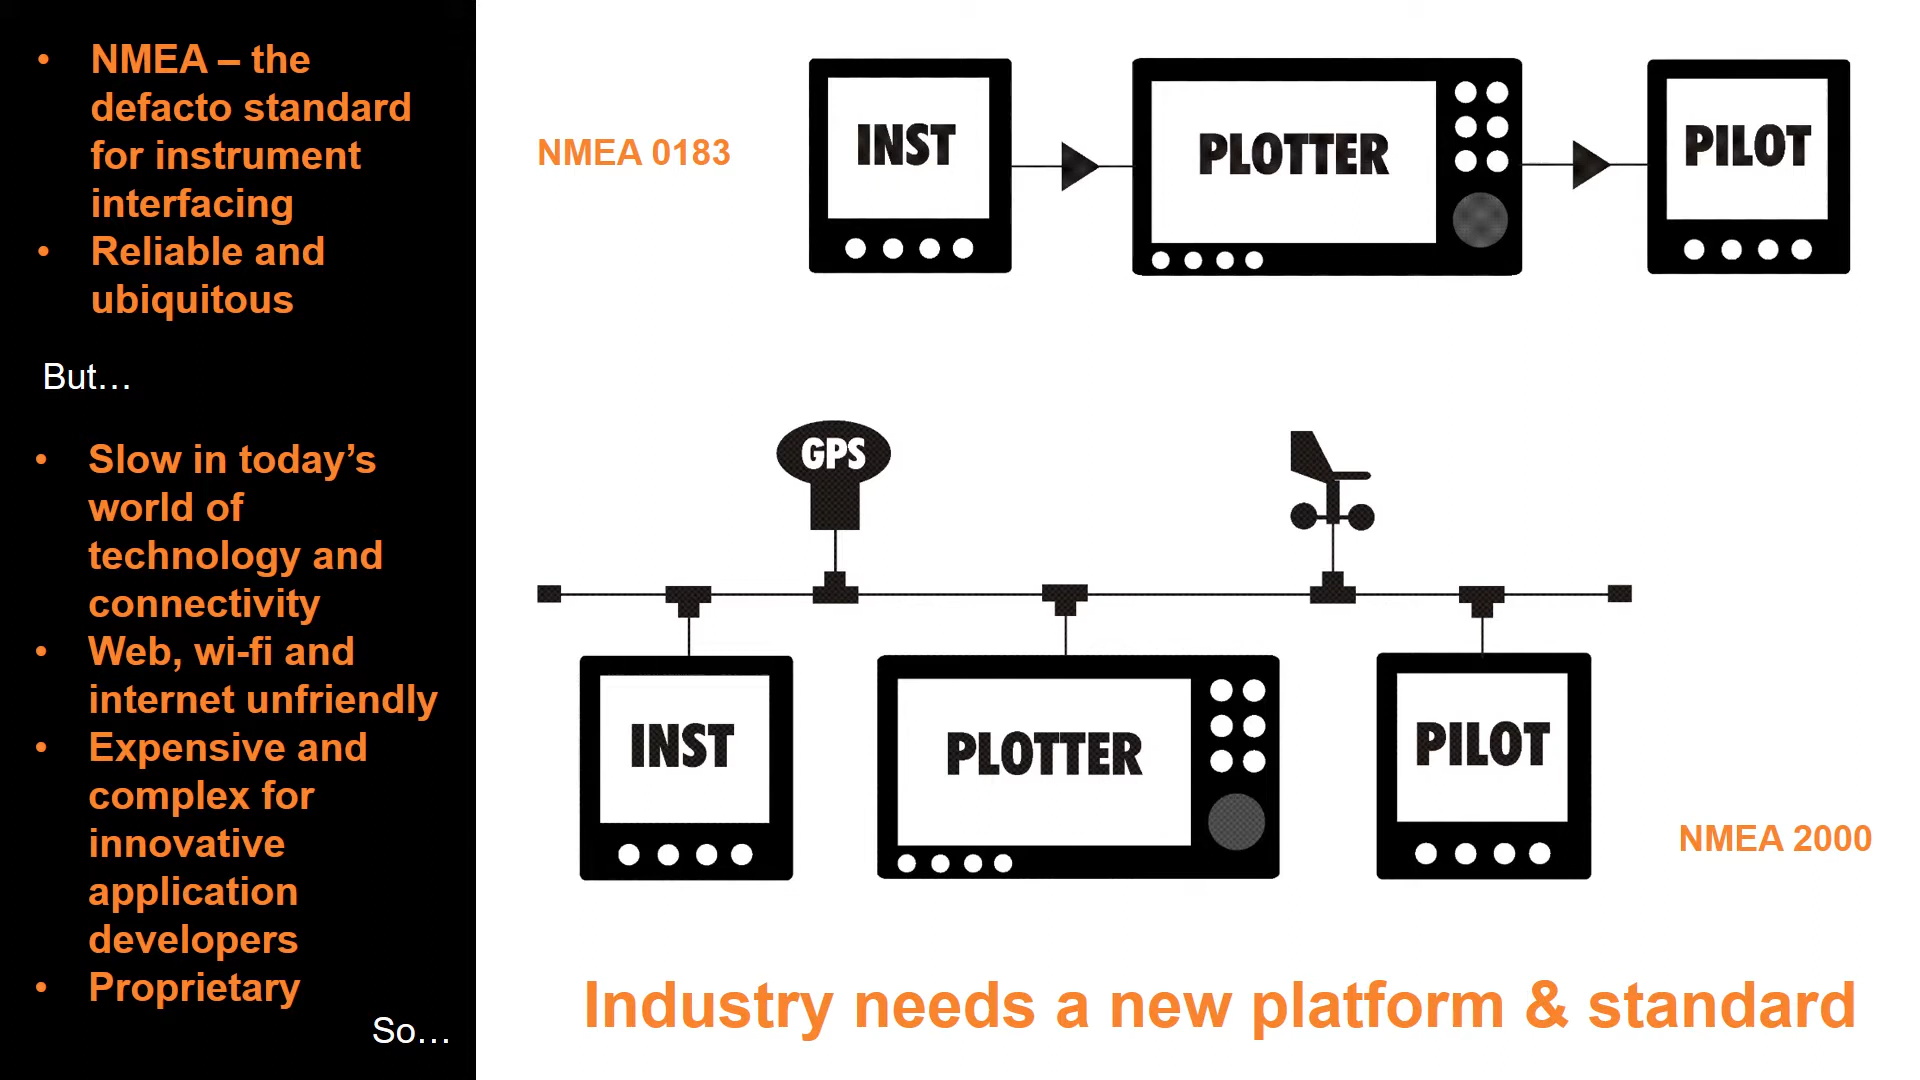 • NMEA – the
defacto standard
for instrument
interfacing
• Reliable and
ubiquitous
But…
• Slow in today’s
world of
technology and
connectivity
• Web, wi-fi and
internet unfriendly
• Expensive and
complex for
innovative
application
developers
• Proprietary
So…
NMEA 0183
INST
PLOTTER
PILOT
GPS
INST
PLOTTER
PILOT
NMEA 2000
Industry needs a new platform & standard